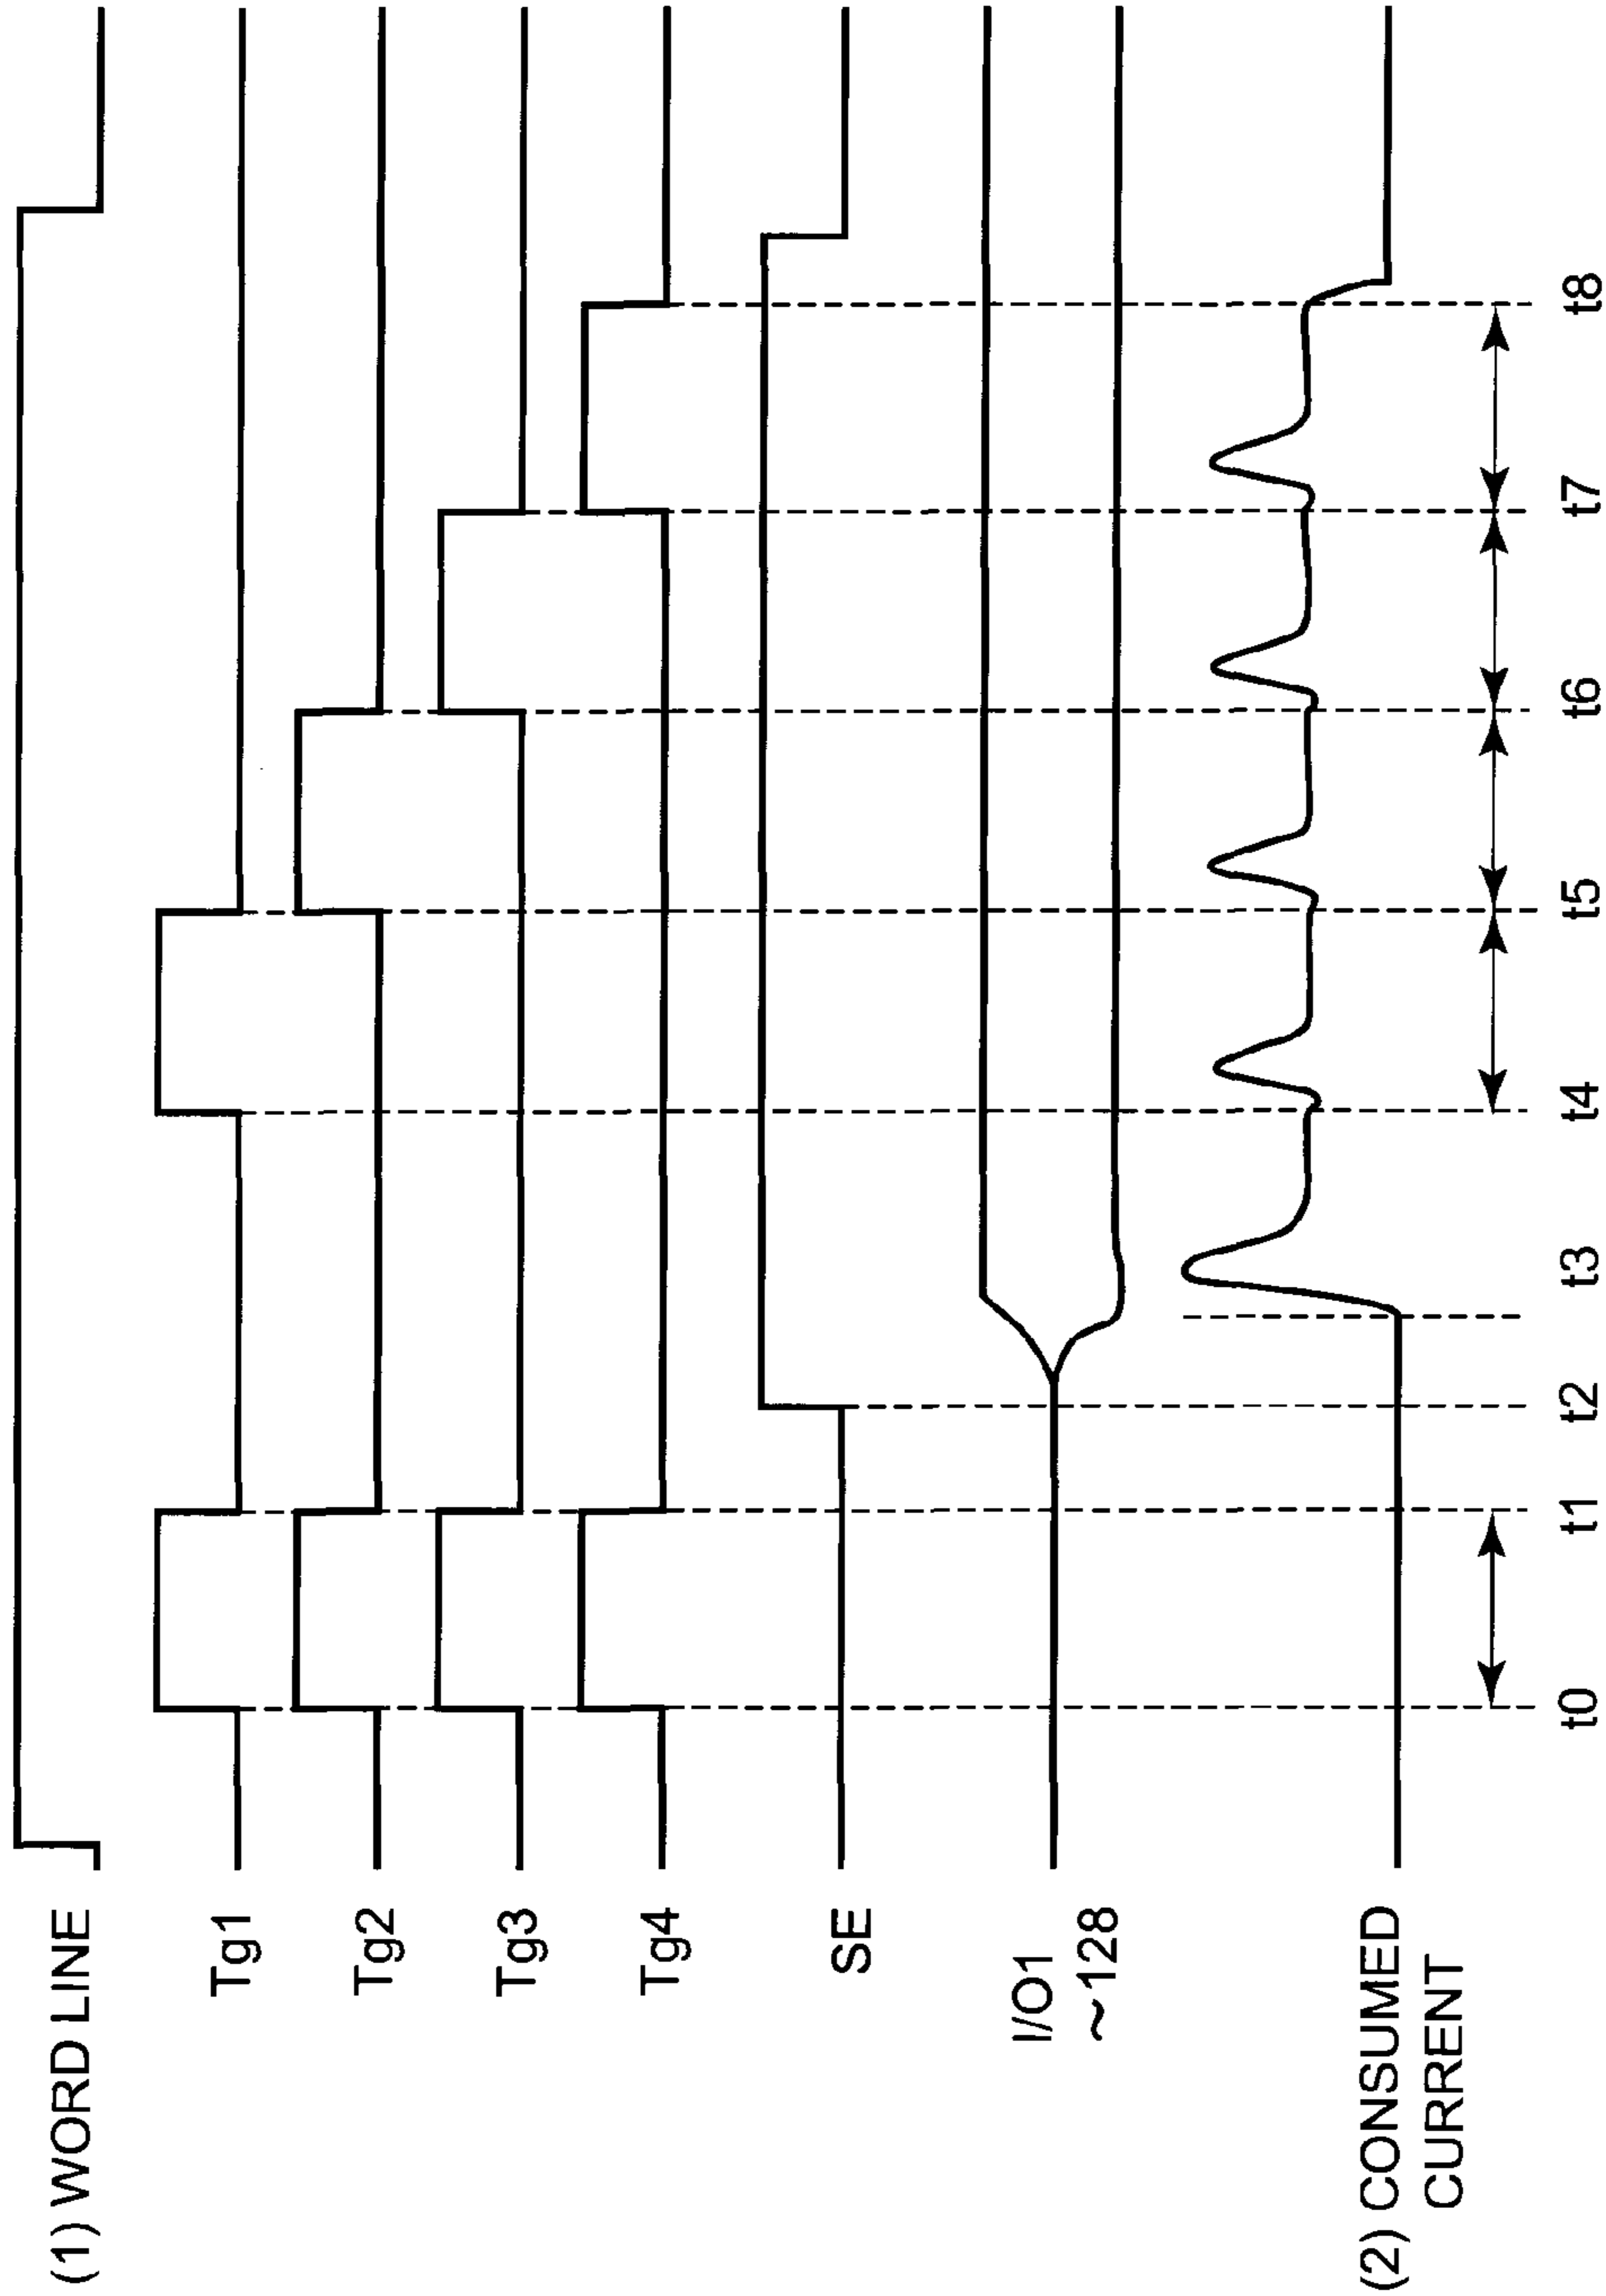 (1) WORD LINE
Tg1
Tg2
Tg3
Tg4
SE
I/O1
~128
(2) CONSUMED
CURRENT
t0 t1 t2 t3 t4 t5 t6 t7 t8